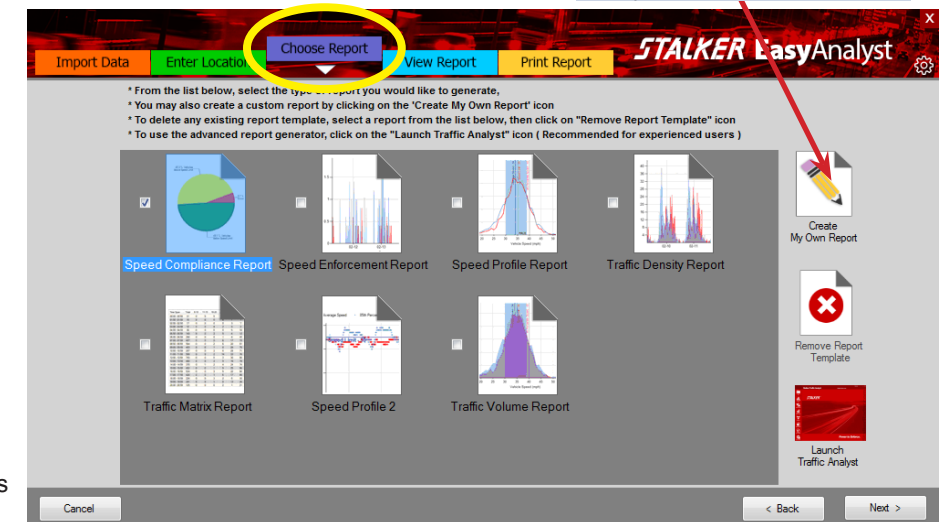 STALKER EasyAnalyst
X
Import Data
Enter Location
Choose Report
View Report
Print Report
* From the list below, select the type of report you would like to generate,
* You may also create a custom report by clicking on the 'Create My Own Report' icon
* To delete any existing report template, select a report from the list below, then click on "Remove Report Template" icon
* To use the advanced report generator, click on the "Launch Traffic Analyst" icon ( Recommended for experienced users )
Speed Compliance Report
Speed Enforcement Report
Speed Profile Report
Traffic Density Report
Traffic Matrix Report
Average Speed
Speed Profile 2
Traffic Volume Report
Create
My Own Report
Remove Report
Template
STALKER
Launch
Traffic Analyst
s
Cancel
< Back
Next >